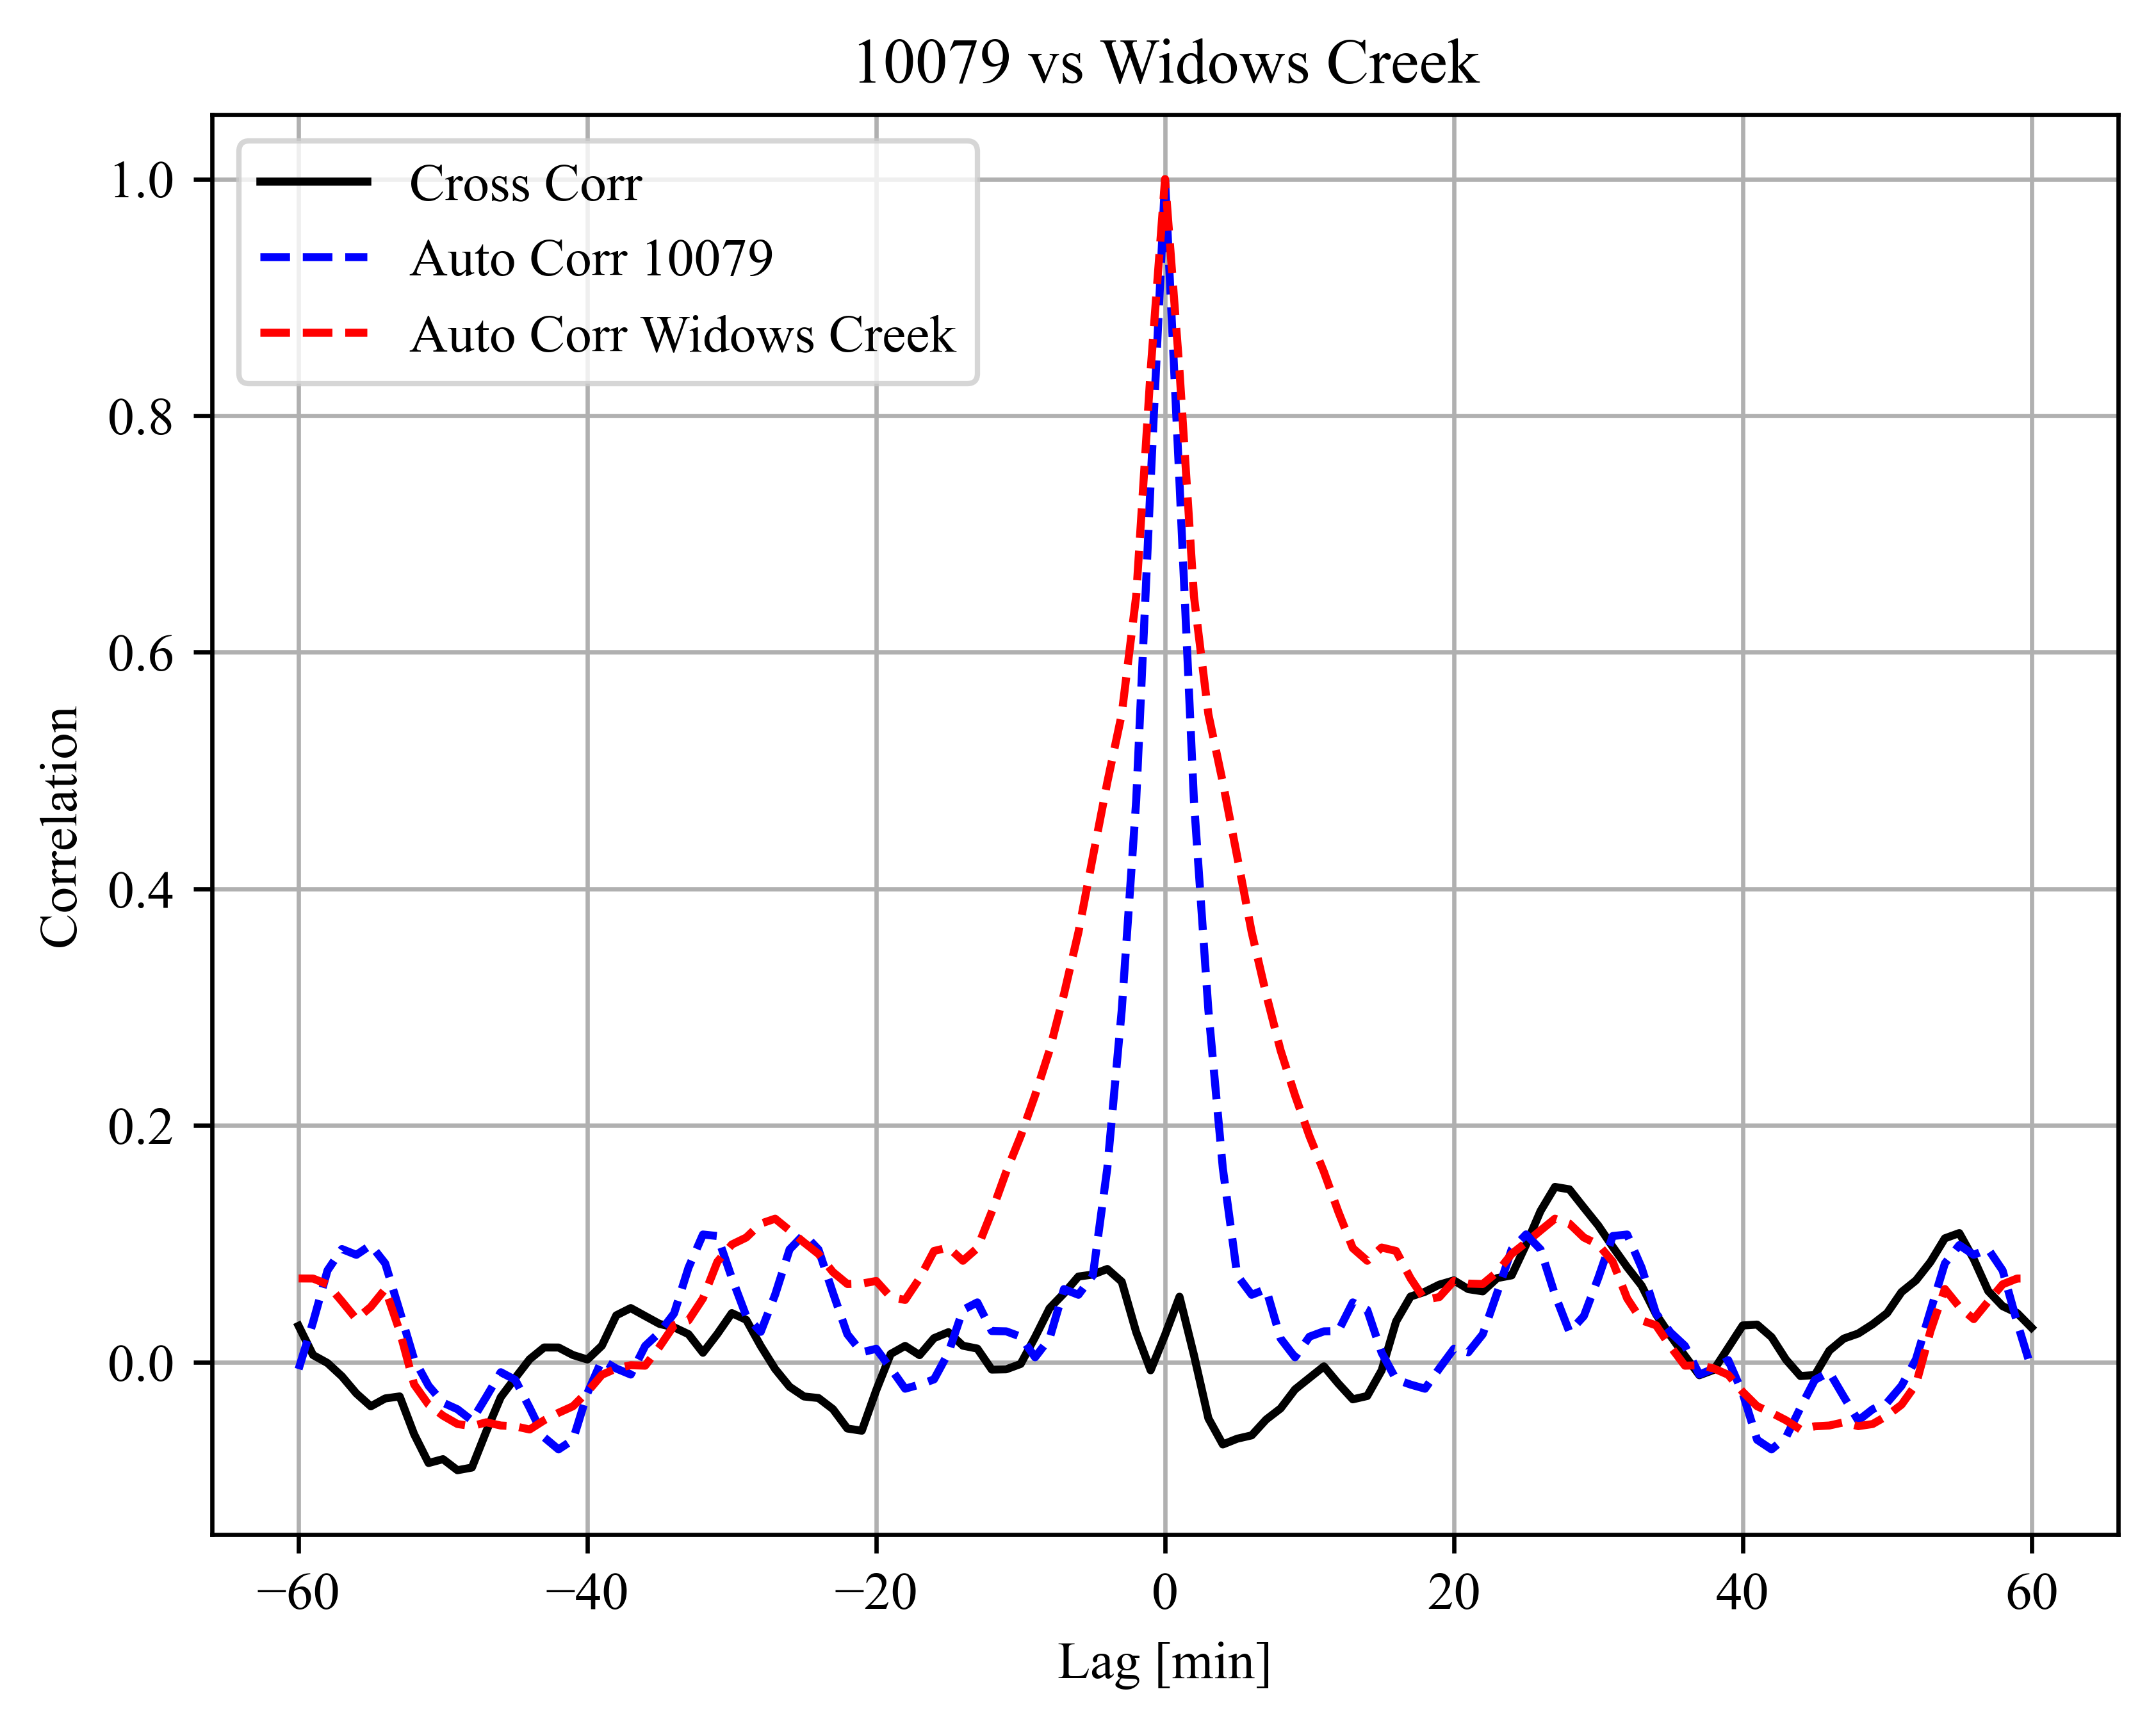 10079 vs Widows Creek
Cross Corr
Auto Corr 10079
Auto Corr Widows Creek
1.0
0.8
0.6
0.4
0.2
0.0
Correlation
−60 −40 −20 0 20 40 60
Lag [min]